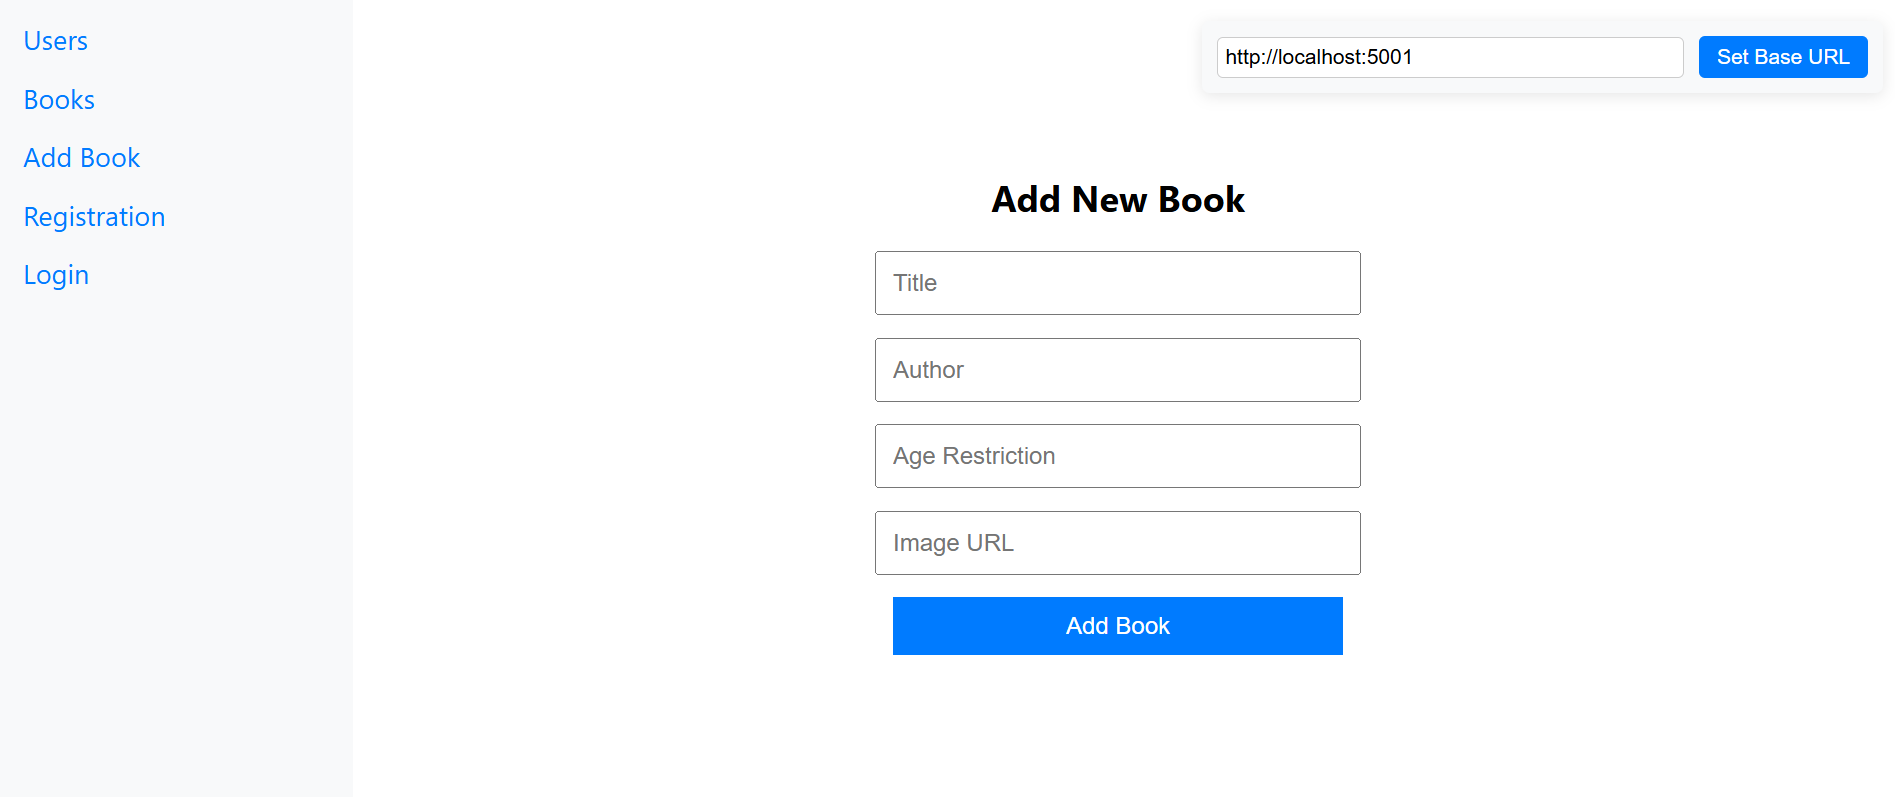 Users
Books
Add Book
Registration
Login
http://localhost:5001
Set Base URL
Add New Book
Title
Author
Age Restriction
Image URL
Add Book